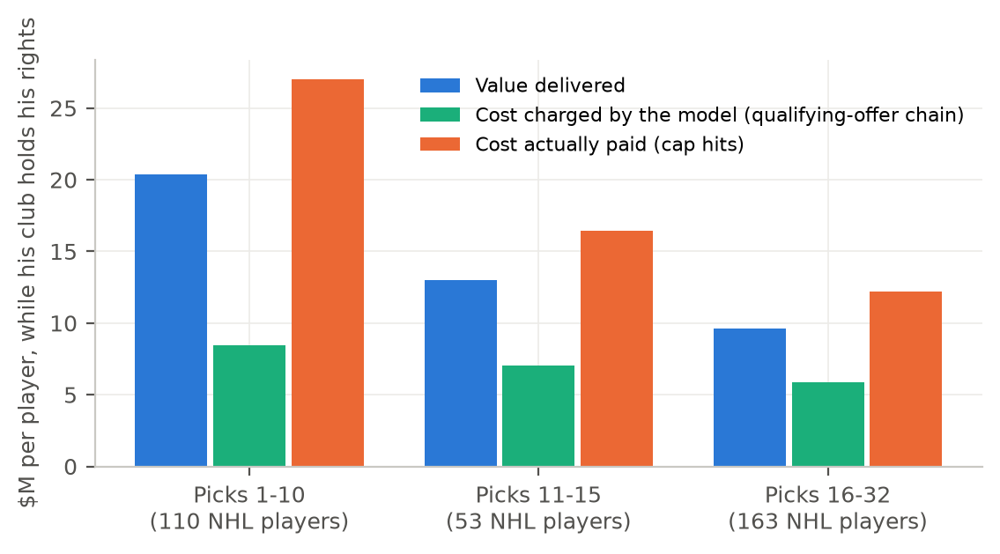 $M per player, while his club holds his rights
Value delivered
Cost charged by the model (qualifying-offer chain)
Cost actually paid (cap hits)
25
20
15
10
5
0
Picks 1-10
(110 NHL players)
Picks 11-15
(53 NHL players)
Picks 16-32
(163 NHL players)